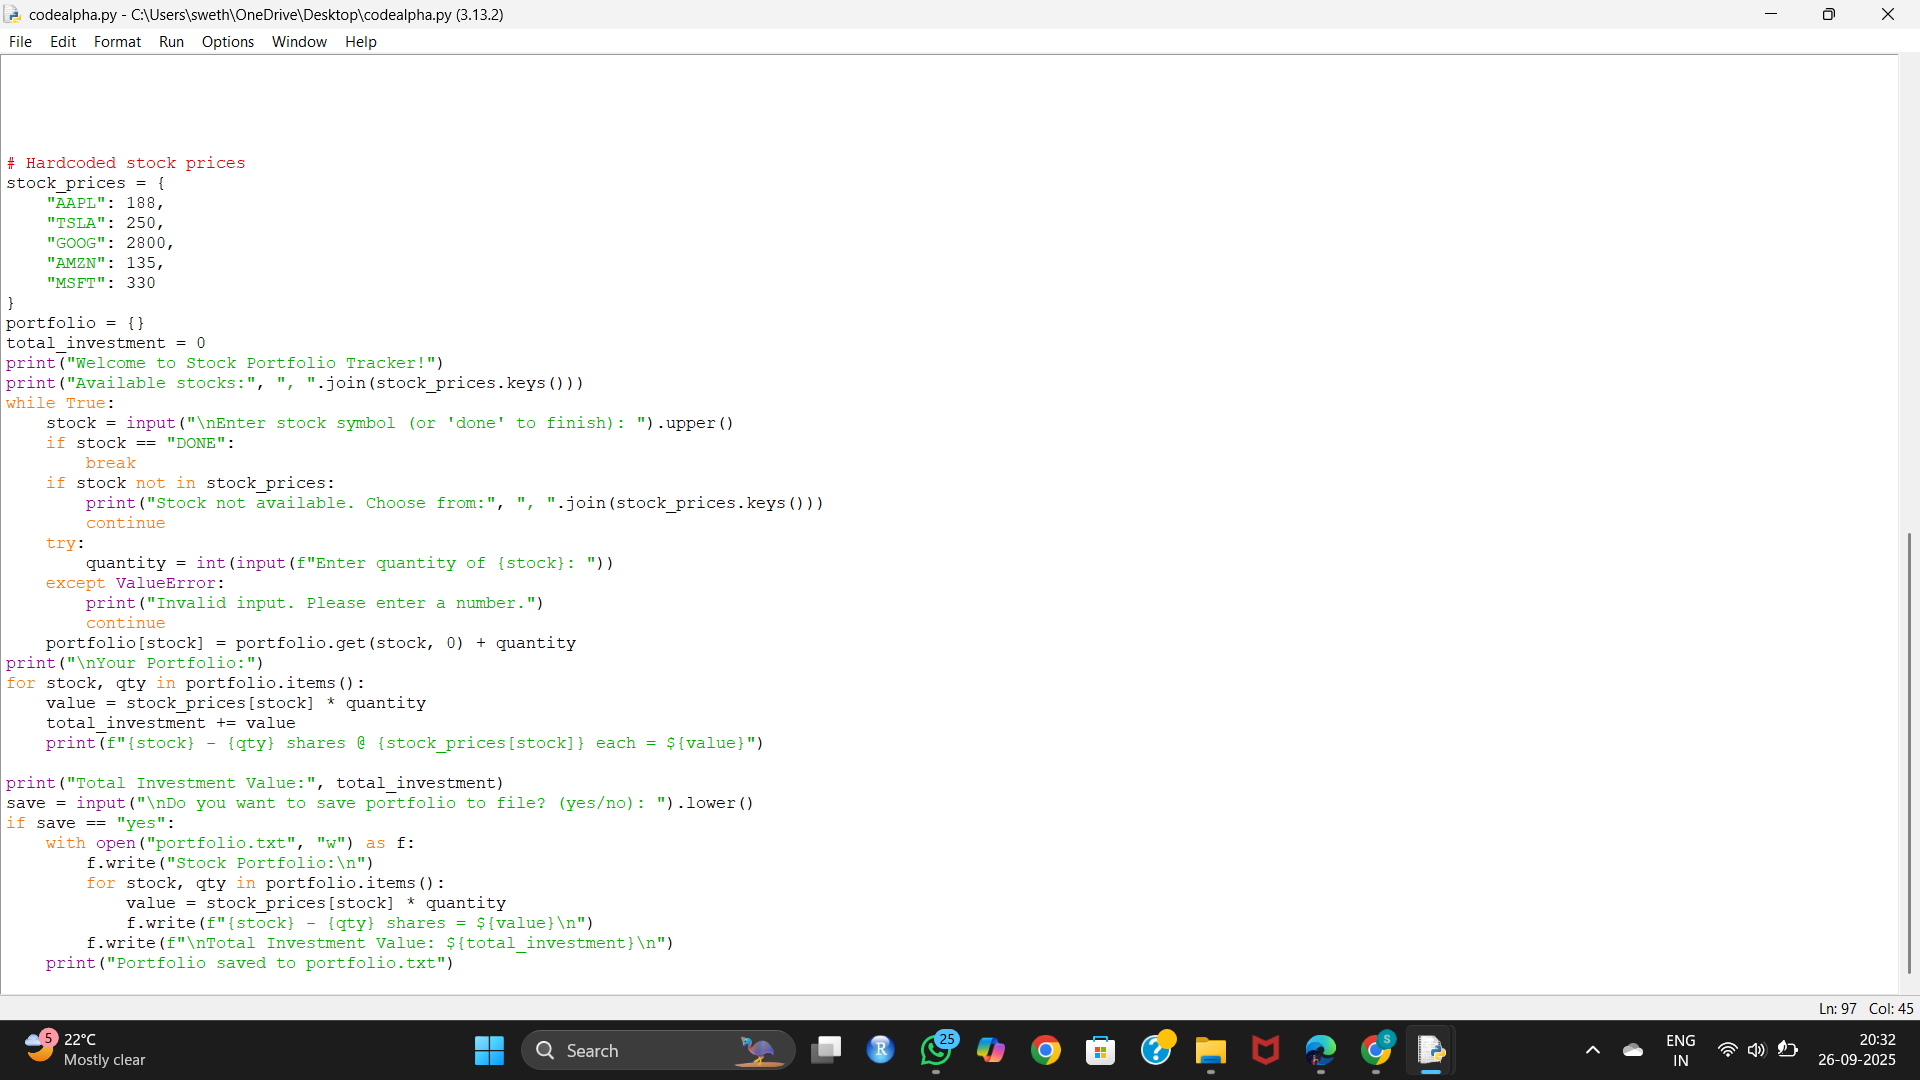 codealpha.py - C:\Users\sweth\OneDrive\Desktop\codealpha.py (3.13.2)
File Edit Format Run Options Window Help
# Hardcoded stock prices
stock_prices = {
    "AAPL": 188,
    "TSLA": 250,
    "GOOG": 2800,
    "AMZN": 135,
    "MSFT": 330
}
portfolio = {}
total_investment = 0
print("Welcome to Stock Portfolio Tracker!")
print("Available stocks:", ", ".join(stock_prices.keys()))
while True:
    stock = input("\nEnter stock symbol (or 'done' to finish): ").upper()
    if stock == "DONE":
        break
    if stock not in stock_prices:
        print("Stock not available. Choose from:", ", ".join(stock_prices.keys()))
        continue
    try:
        quantity = int(input(f"Enter quantity of {stock}: "))
    except ValueError:
        print("Invalid input. Please enter a number.")
        continue
    portfolio[stock] = portfolio.get(stock, 0) + quantity
print("\nYour Portfolio:")
for stock, qty in portfolio.items():
    value = stock_prices[stock] * quantity
    total_investment += value
    print(f"{stock} - {qty} shares @ {stock_prices[stock]} each = ${value}")

print("Total Investment Value:", total_investment)
save = input("\nDo you want to save portfolio to file? (yes/no): ").lower()
if save == "yes":
    with open("portfolio.txt", "w") as f:
        f.write("Stock Portfolio:\n")
        for stock, qty in portfolio.items():
            value = stock_prices[stock] * quantity
            f.write(f"{stock} - {qty} shares = ${value}\n")
        f.write(f"\nTotal Investment Value: ${total_investment}\n")
    print("Portfolio saved to portfolio.txt")
Ln: 97 Col: 45
5
22°C
Mostly clear
Search
R
25
S
ENG
IN
20:32
26-09-2025